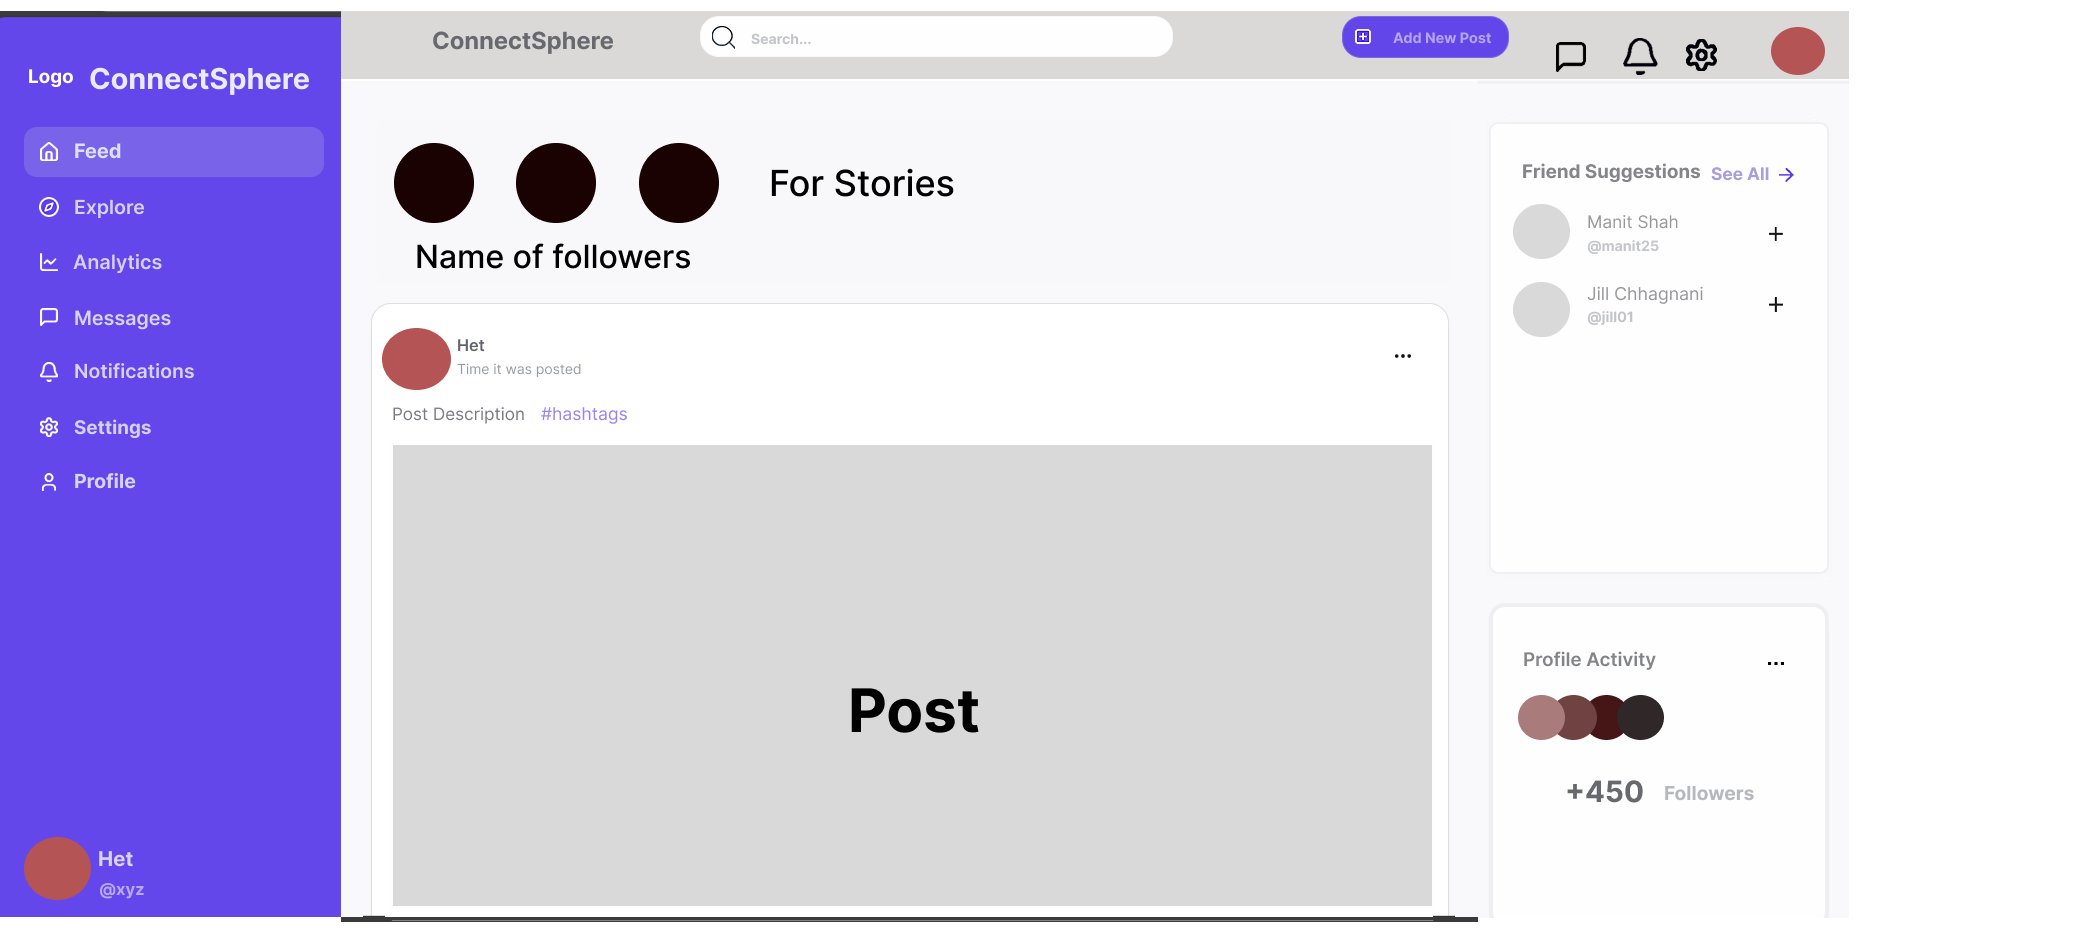 Logo ConnectSphere
Feed
Explore
Analytics
Messages
Notifications
Settings
Profile
Het
@xyz
ConnectSphere
Search...
Add New Post
For Stories
Name of followers
Het
Time it was posted
Post Description #hashtags
Post
Friend Suggestions See All
Manit Shah
@manit25
Jill Chhagnani
@jill01
Profile Activity
+450 Followers